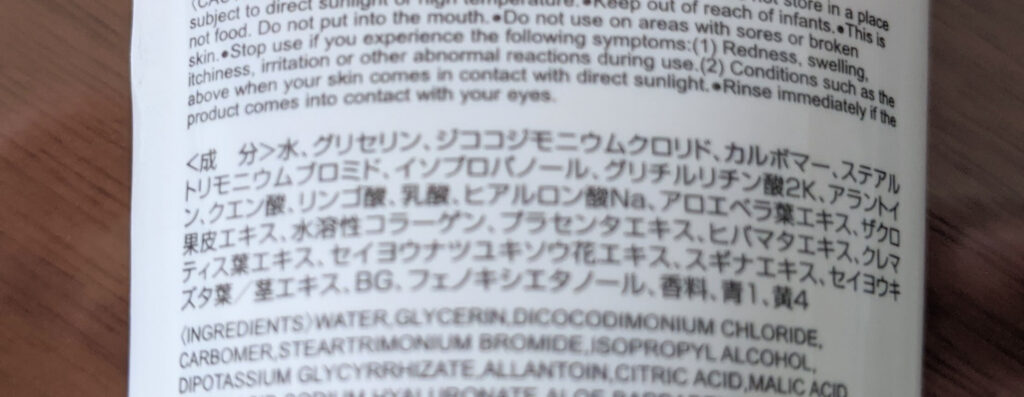 store in a place
subject to direct sunlight or high temperature.•Keep out of reach of infants.•This is
not food. Do not put into the mouth.•Do not use on areas with sores or broken
skin.•Stop use if you experience the following symptoms:(1) Redness, swelling,
itchiness, irritation or other abnormal reactions during use.(2) Conditions such as the
above when your skin comes in contact with direct sunlight.•Rinse immediately if the
product comes into contact with your eyes.
<成　分>水、グリセリン、ジココジモニウムクロリド、カルボマー、ステアル
トリモニウムブロミド、イソプロパノール、グリチルリチン酸2K、アラントイ
ン、クエン酸、リンゴ酸、乳酸、ヒアルロン酸Na、アロエベラ葉エキス、ザクロ
果皮エキス、水溶性コラーゲン、プラセンタエキス、ヒバマタエキス、クレマ
ティス葉エキス、セイヨウナツユキソウ花エキス、スギナエキス、セイヨウキ
ズタ葉／茎エキス、BG、フェノキシエタノール、香料、青1、黄4
〈INGREDIENTS〉WATER,GLYCERIN,DICOCODIMONIUM CHLORIDE,
CARBOMER,STEARTRIMONIUM BROMIDE,ISOPROPYL ALCOHOL,
DIPOTASSIUM GLYCYRRHIZATE,ALLANTOIN,CITRIC ACID,MALIC ACID,